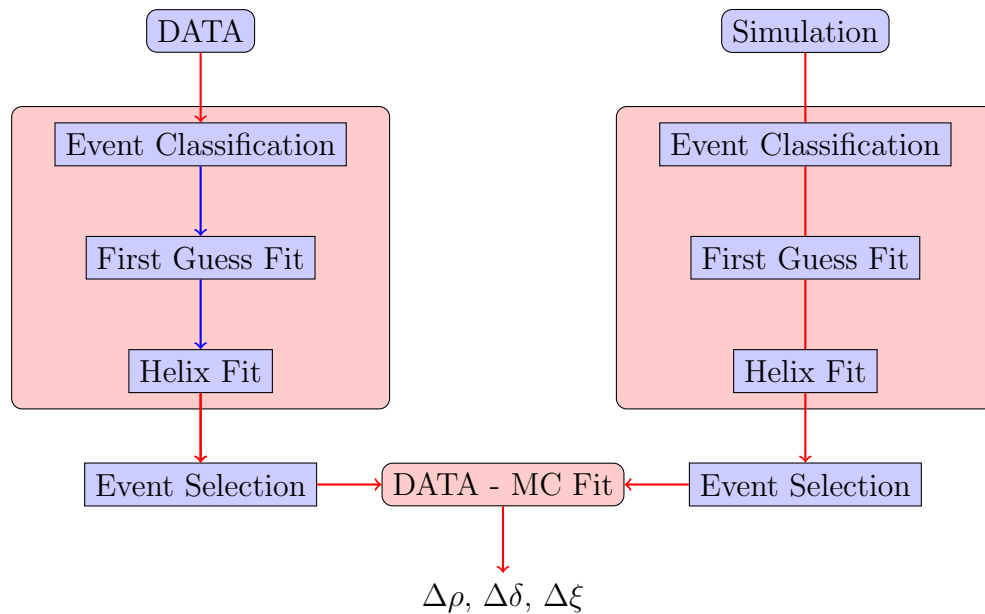 DATA
Simulation
Event Classification
Event Classification
First Guess Fit
First Guess Fit
Helix Fit
Helix Fit
Event Selection
DATA - MC Fit
Event Selection
Δρ, Δδ, Δξ